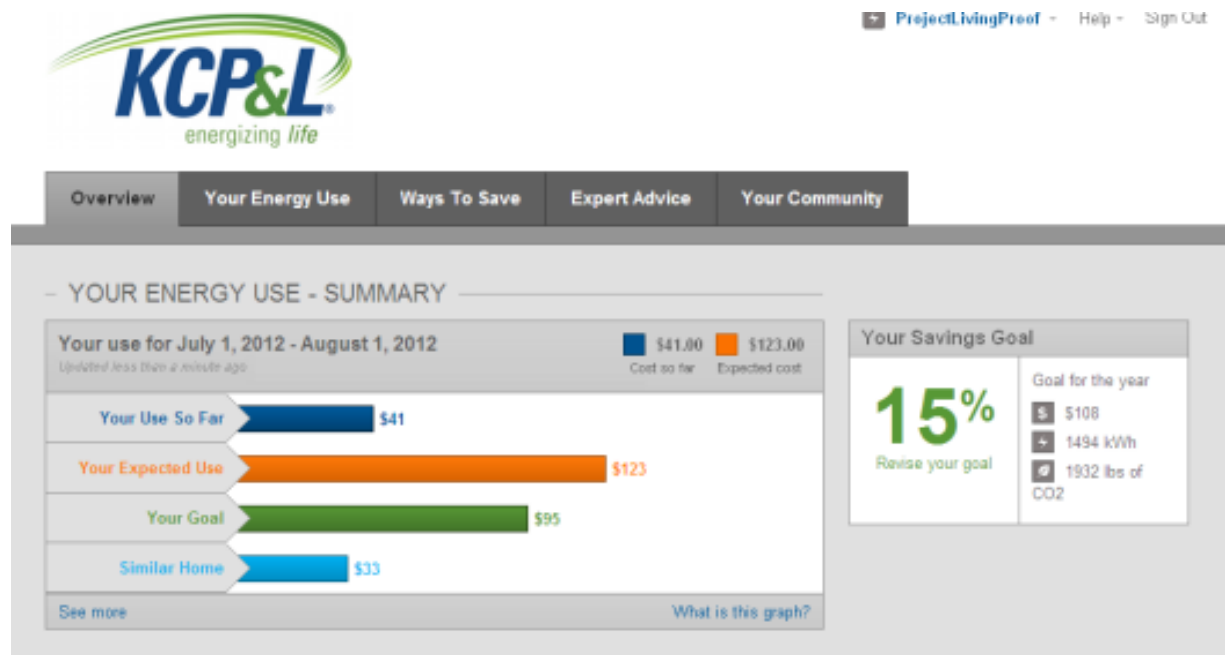 ProjectLivingProof Help Sign Out
KCP&L®
energizing life
Overview Your Energy Use Ways To Save Expert Advice Your Community
YOUR ENERGY USE - SUMMARY
Your use for July 1, 2012 - August 1, 2012
Updated less than a minute ago
$41.00 $123.00
Cost so far Expected cost
Your Use So Far $41
Your Expected Use $123
Your Goal $95
Similar Home $33
See more What is this graph?
Your Savings Goal
15%
Revise your goal
Goal for the year
$ $108
1494 kWh
1932 lbs of
CO2